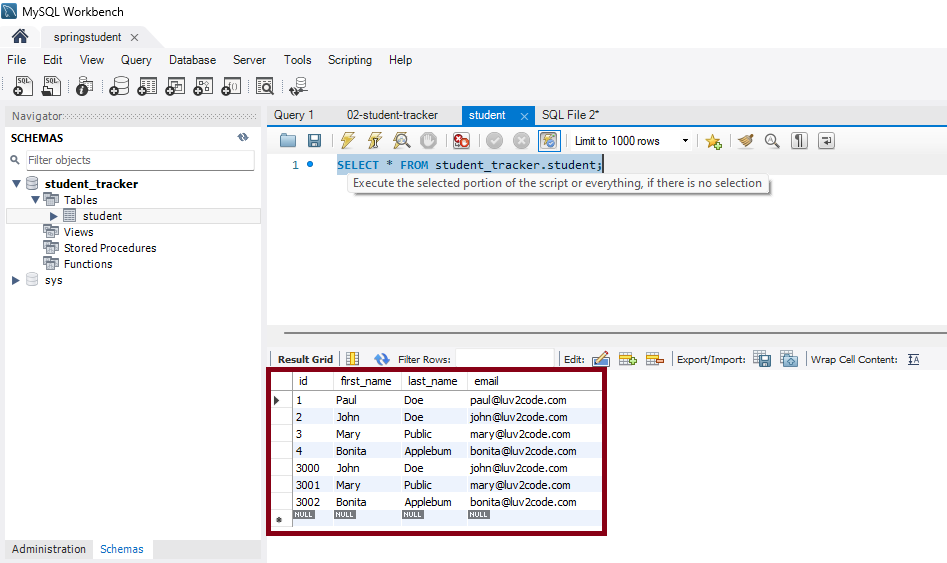 MySQL Workbench
springstudent
File Edit View Query Database Server Tools Scripting Help
Navigator
SCHEMAS
Filter objects
student_tracker
Tables
student
Views
Stored Procedures
Functions
sys
Administration Schemas
Query 1 02-student-tracker student SQL File 2*
Limit to 1000 rows
1 SELECT * FROM student_tracker.student;
Execute the selected portion of the script or everything, if there is no selection
Result Grid Filter Rows: Edit: Export/Import: Wrap Cell Content:
id first_name last_name email
1 Paul Doe paul@luv2code.com
2 John Doe john@luv2code.com
3 Mary Public mary@luv2code.com
4 Bonita Applebum bonita@luv2code.com
3000 John Doe john@luv2code.com
3001 Mary Public mary@luv2code.com
3002 Bonita Applebum bonita@luv2code.com
NULL NULL NULL NULL